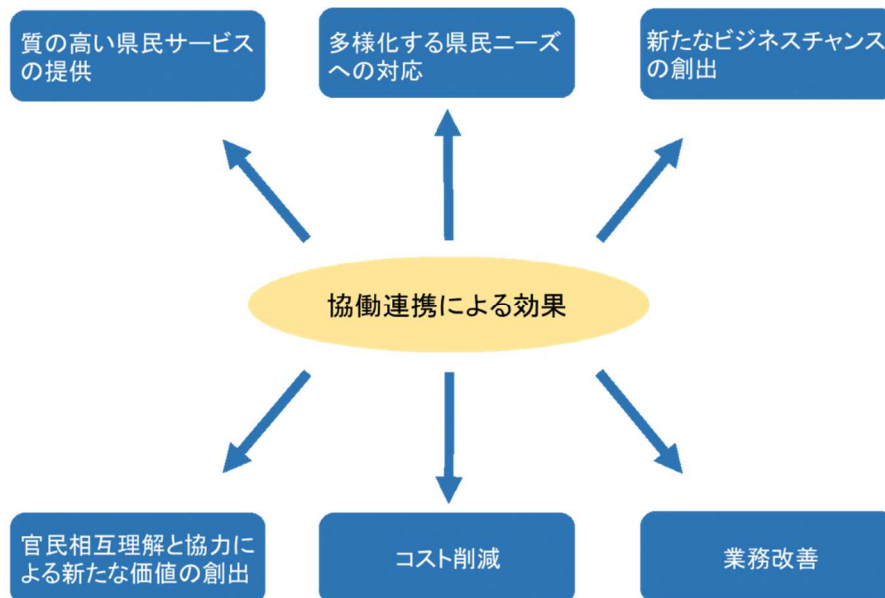 質の高い県民サービス
の提供
多様化する県民ニーズ
への対応
新たなビジネスチャンス
の創出
協働連携による効果
官民相互理解と協力に
よる新たな価値の創出
コスト削減
業務改善